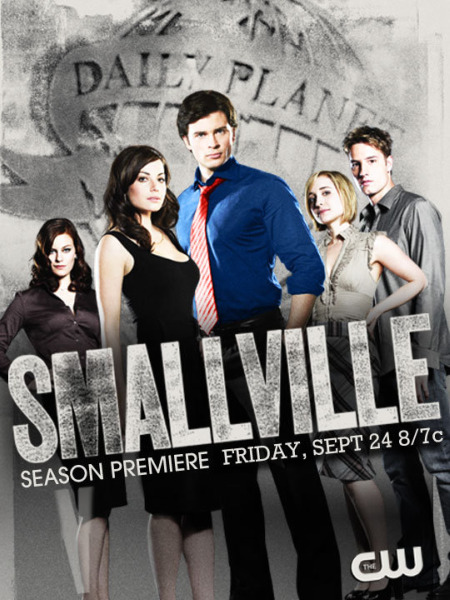 DAILY PLANET
SMALLVILLE
SEASON PREMIERE FRIDAY, SEPT 24 8/7c
THE CW